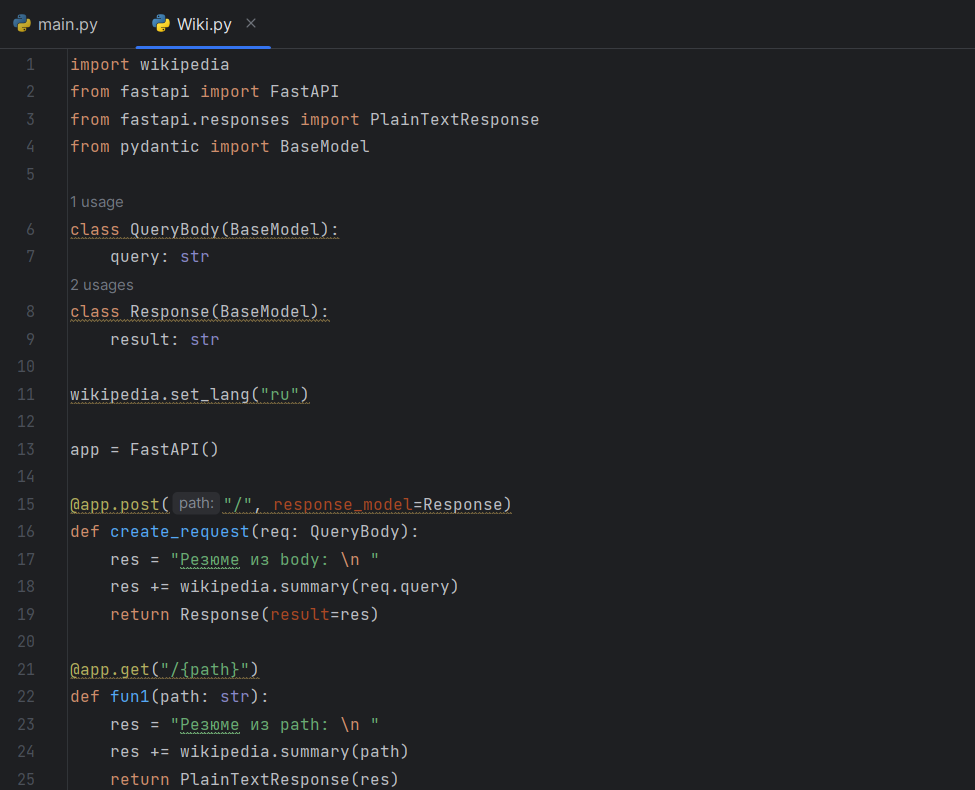 main.py Wiki.py
1 import wikipedia
2 from fastapi import FastAPI
3 from fastapi.responses import PlainTextResponse
4 from pydantic import BaseModel
5
1 usage
6 class QueryBody(BaseModel):
7     query: str
2 usages
8 class Response(BaseModel):
9     result: str
10
11 wikipedia.set_lang("ru")
12
13 app = FastAPI()
14
15 @app.post( path: "/", response_model=Response)
16 def create_request(req: QueryBody):
17     res = "Резюме из body: \n "
18     res += wikipedia.summary(req.query)
19     return Response(result=res)
20
21 @app.get("/{path}")
22 def fun1(path: str):
23     res = "Резюме из path: \n "
24     res += wikipedia.summary(path)
25     return PlainTextResponse(res)